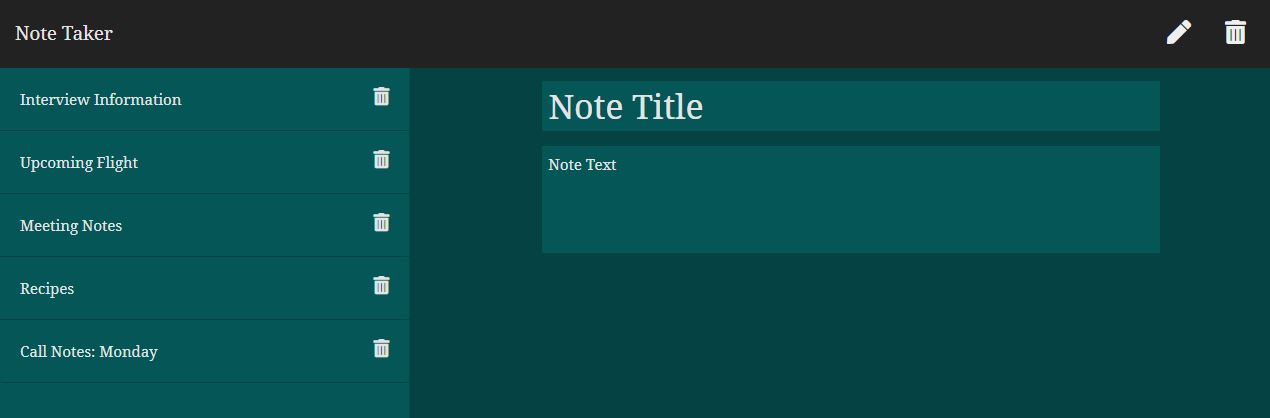 Note Taker
Interview Information
Upcoming Flight
Meeting Notes
Recipes
Call Notes: Monday
Note Title
Note Text